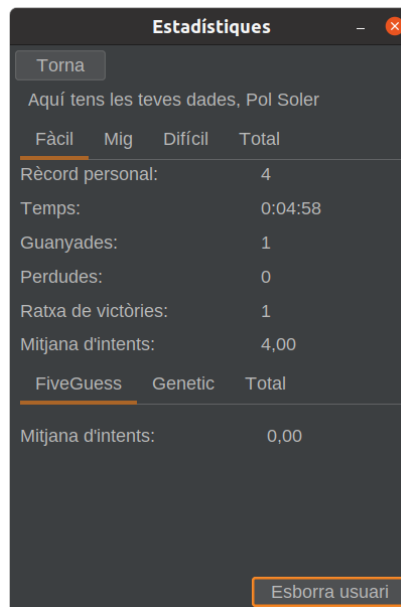 Estadístiques
Torna
Aquí tens les teves dades, Pol Soler
Fàcil Mig Difícil Total
Rècord personal: 4
Temps: 0:04:58
Guanyades: 1
Perdudes: 0
Ratxa de victòries: 1
Mitjana d'intents: 4,00
FiveGuess Genetic Total
Mitjana d'intents: 0,00
Esborra usuari